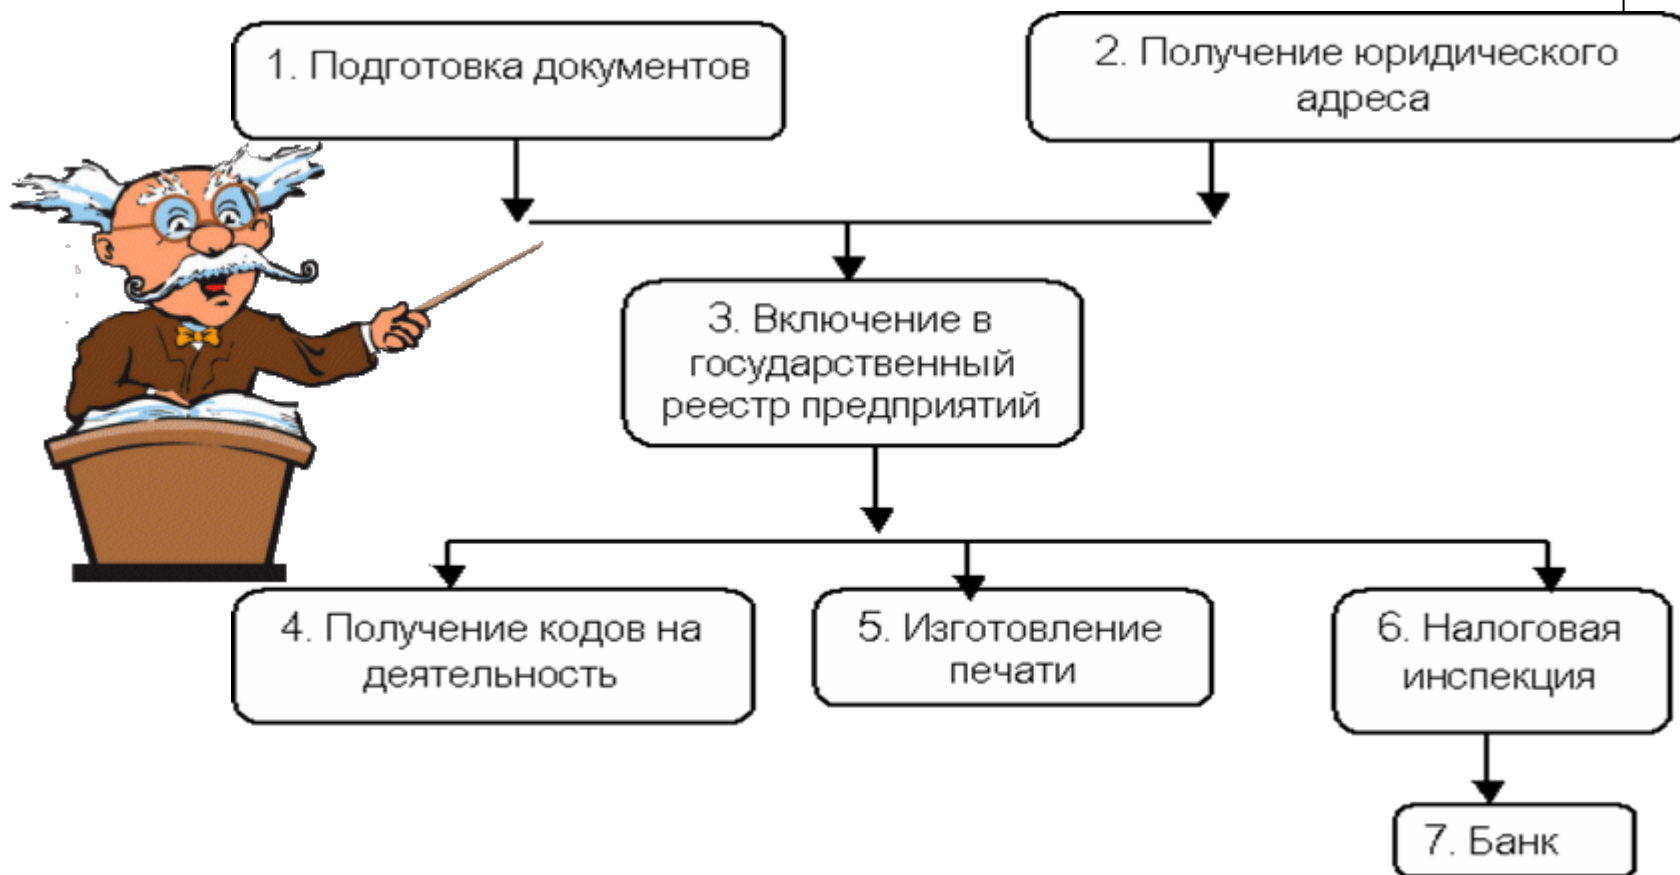 1. Подготовка документов
2. Получение юридического
адреса
3. Включение в
государственный
реестр предприятий
4. Получение кодов на
деятельность
5. Изготовление
печати
6. Налоговая
инспекция
7. Банк